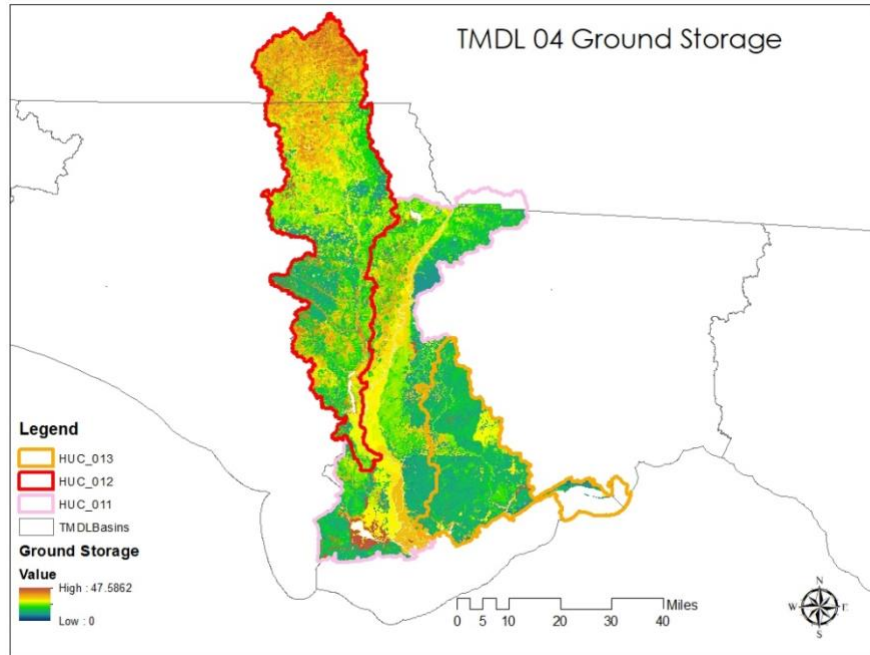 TMDL 04 Ground Storage
Legend
HUC_013
HUC_012
HUC_011
TMDLBasins
Ground Storage
Value
High : 47.5862
Low : 0
Miles
0 5 10 20 30 40
N
W E
S